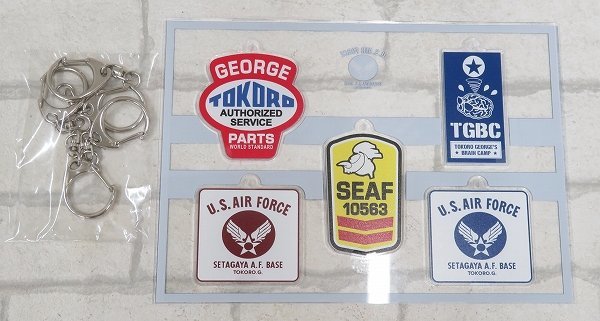 GEORGE
TOKORO
AUTHORIZED
SERVICE
PARTS
WORLD STANDARD
TGBC
TOKORO GEORGE'S
★ BRAIN CAMP ★
SEAF
10563
U.S. AIR FORCE
SETAGAYA A.F. BASE
TOKORO.G.
U.S. AIR FORCE
SETAGAYA A.F. BASE
TOKORO.G.